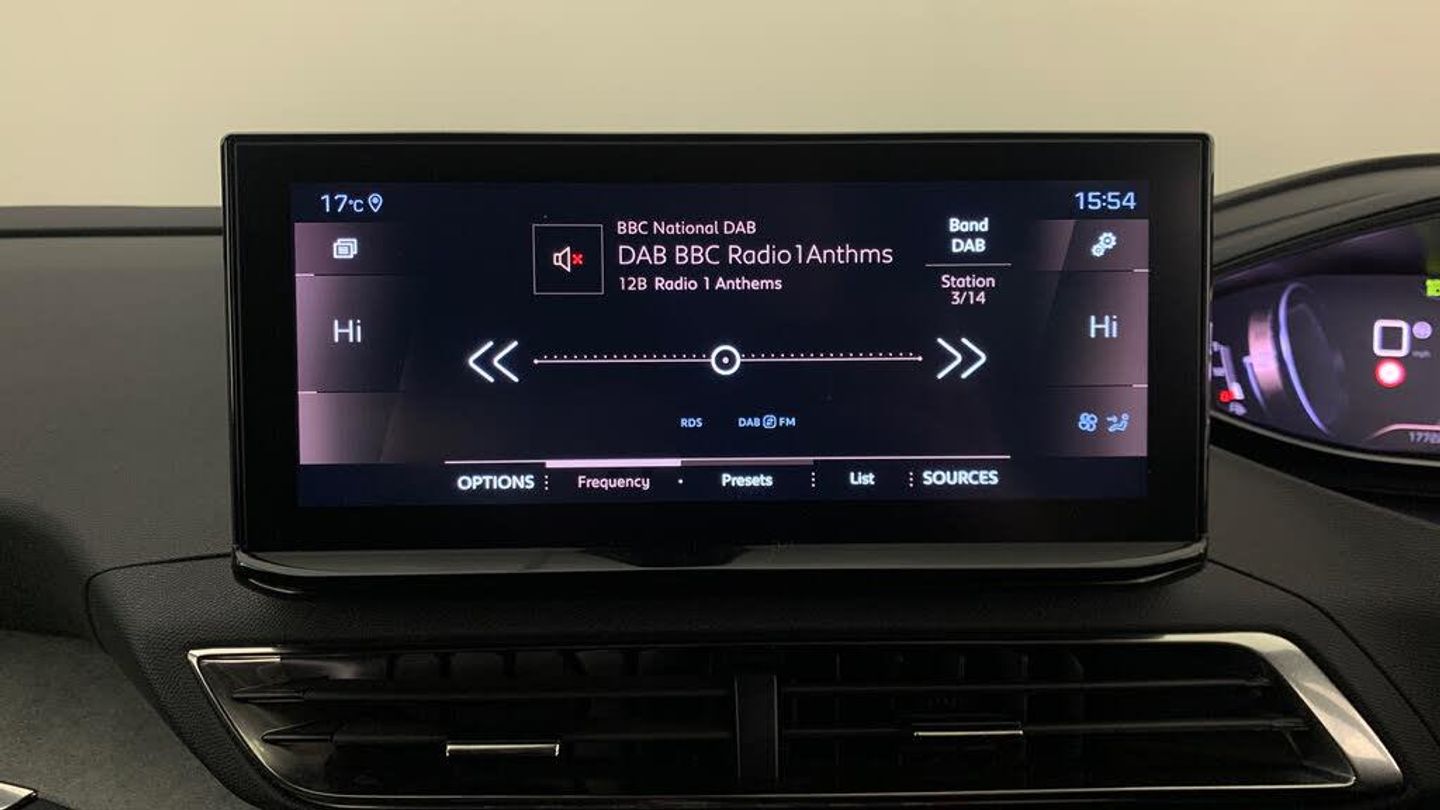 17°C
15:54
BBC National DAB
DAB BBC Radio1Anthms
12B Radio 1 Anthems
Band
DAB
Station
3/14
Hi
Hi
RDS
DAB FM
OPTIONS
Frequency
Presets
List
SOURCES
mph